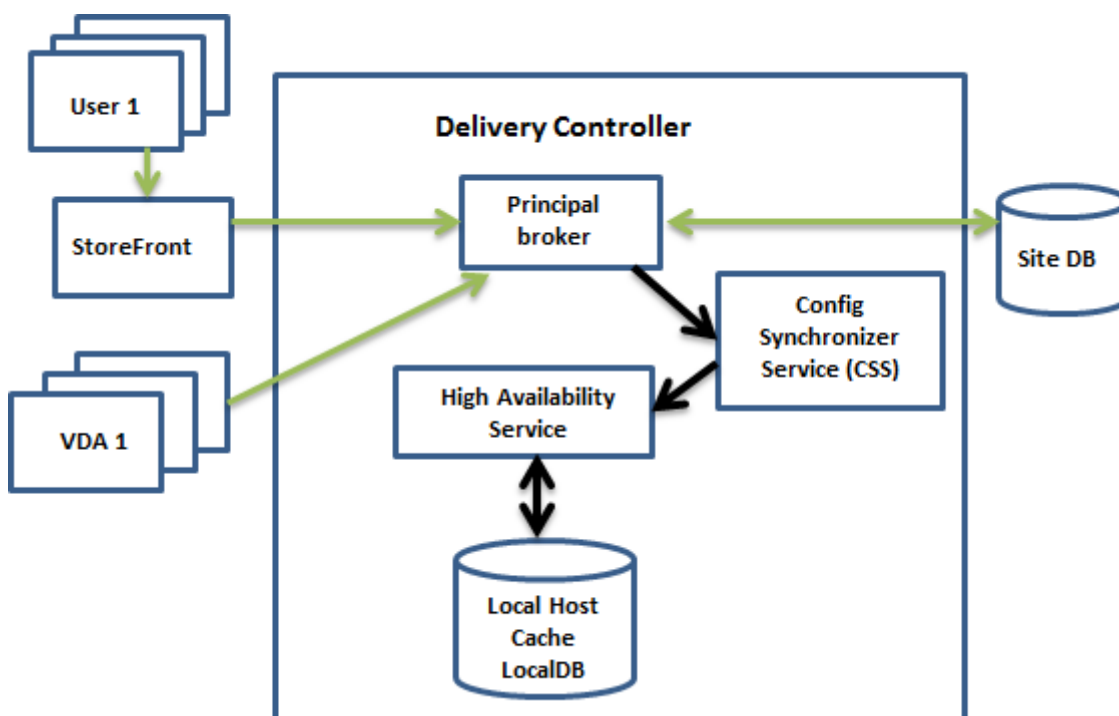 User 1
Delivery Controller
Principal
broker
StoreFront
Site DB
Config
Synchronizer
Service (CSS)
High Availability
Service
VDA 1
Local Host
Cache
LocalDB